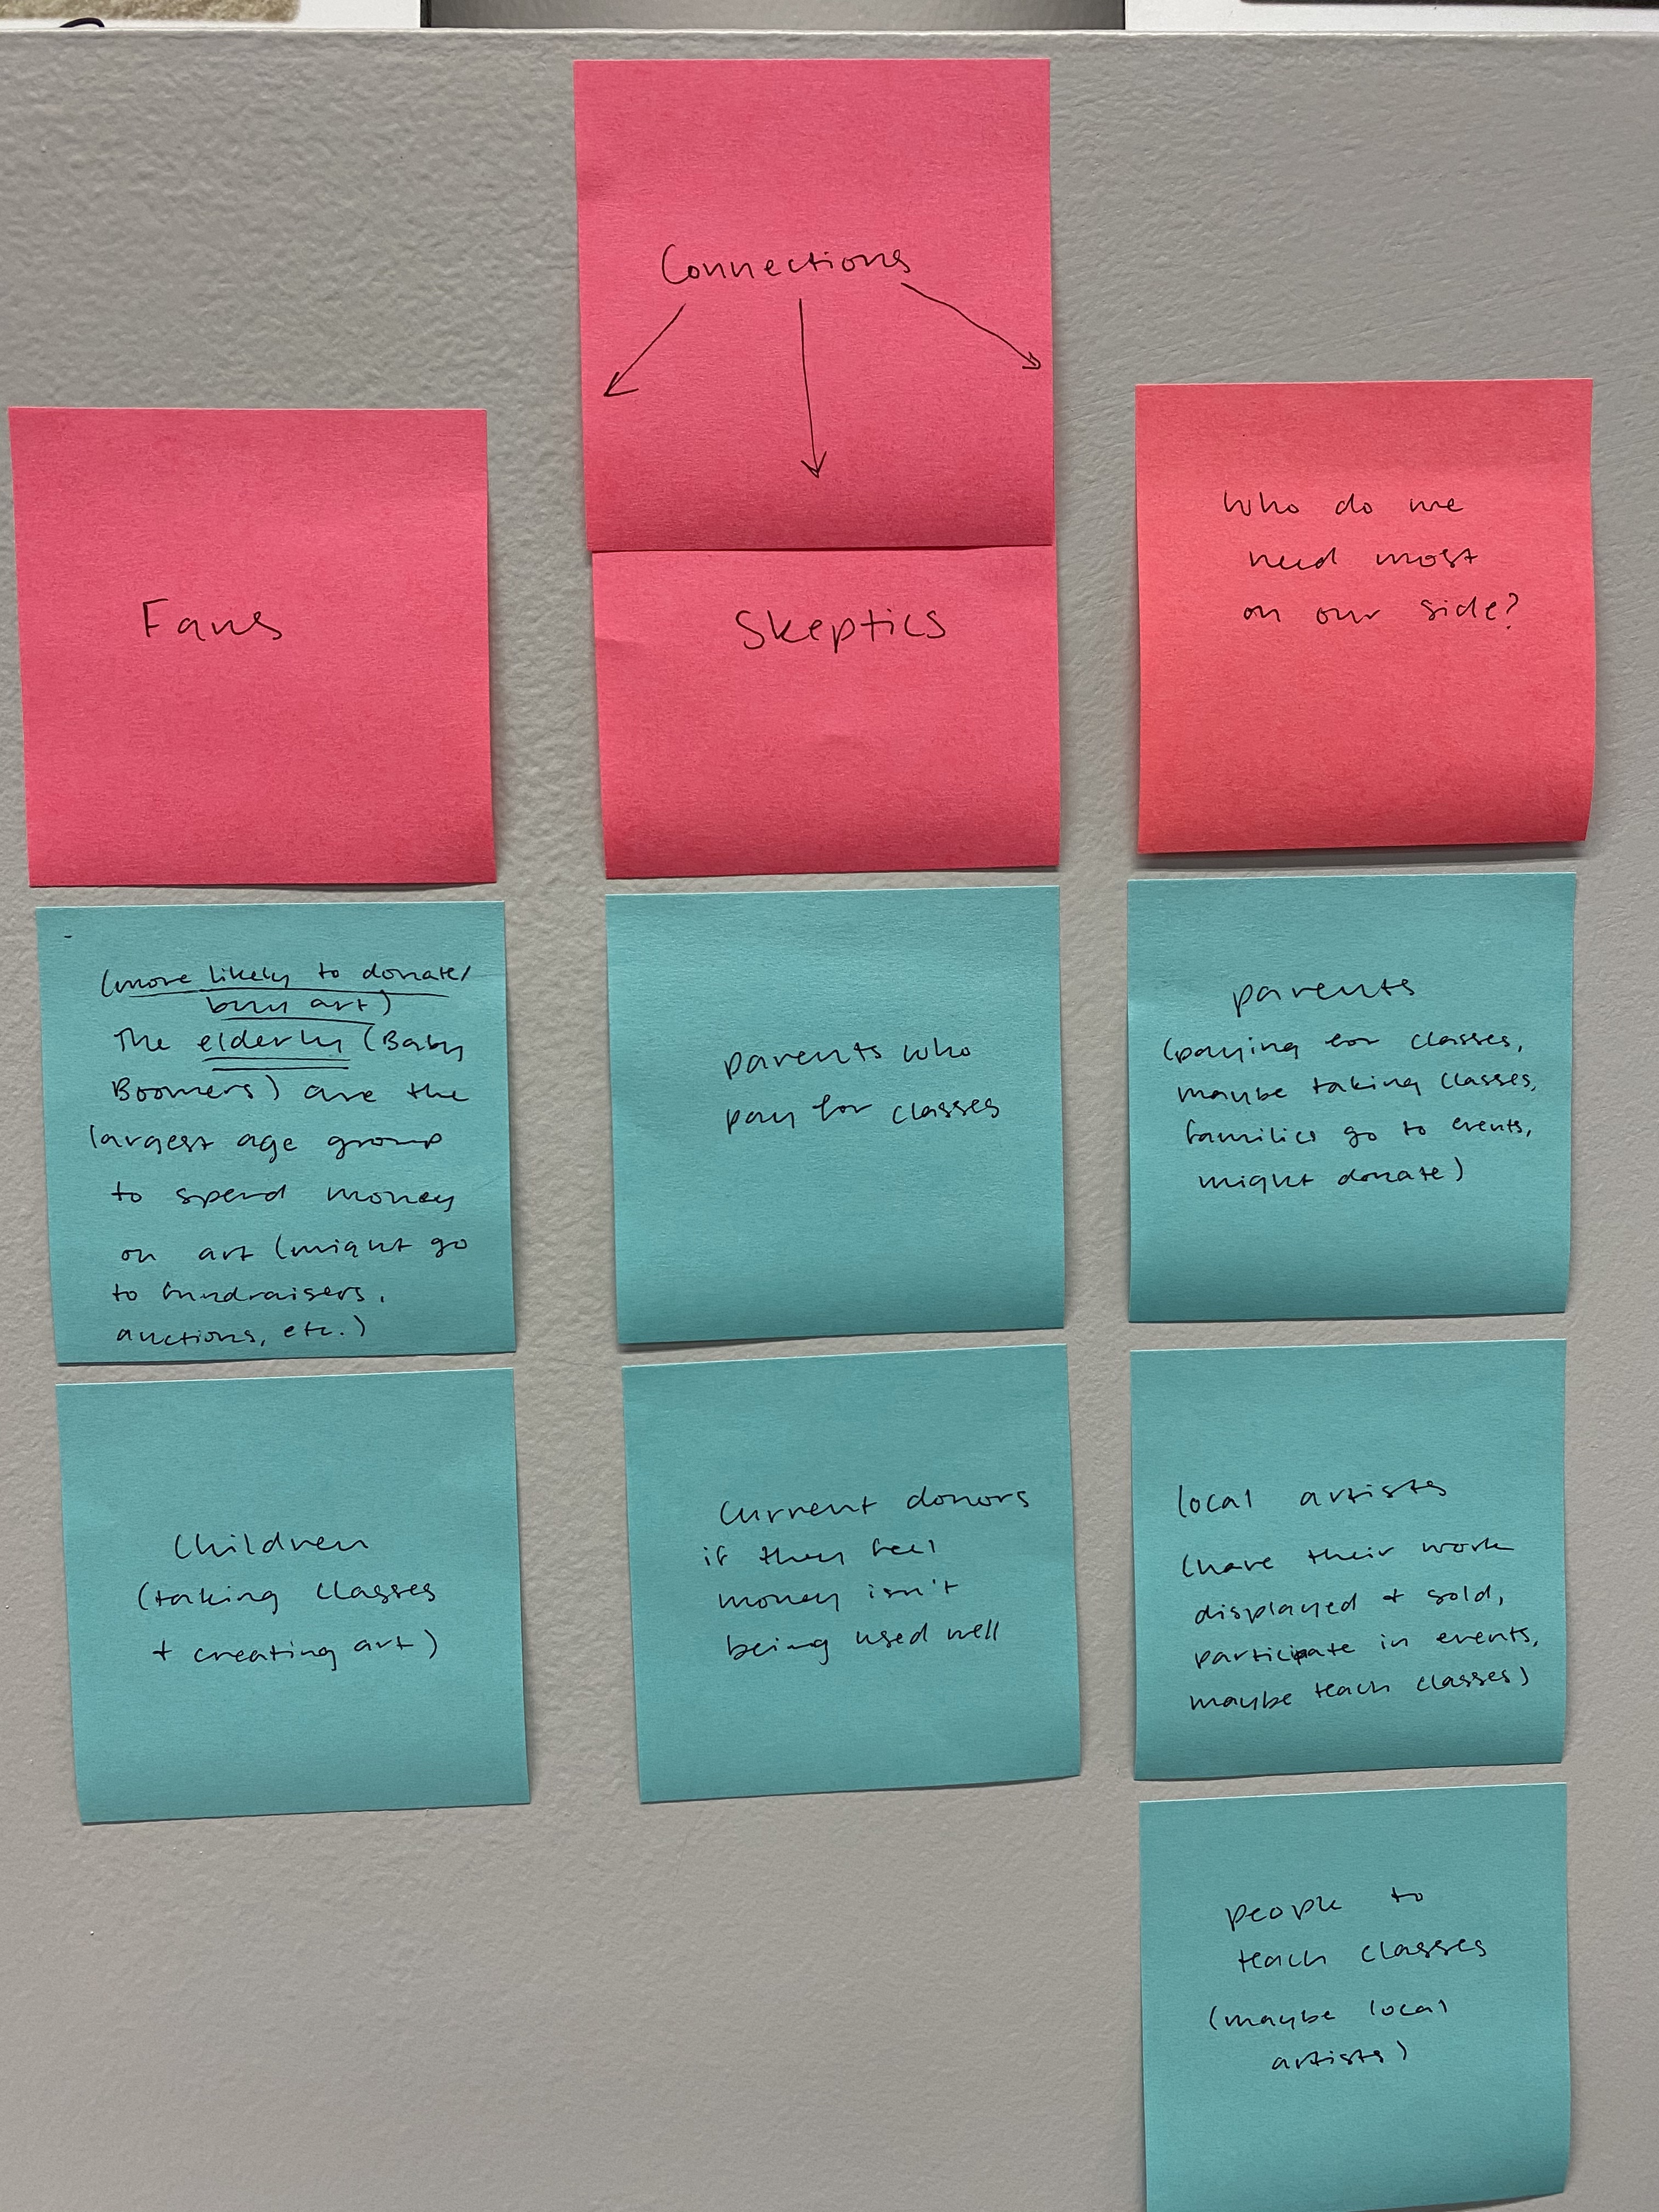 Connections
Fans
Skeptics
Who do we
need most
on our side?
(more likely to donate/
buy art)
The elderly (Baby
Boomers) are the
largest age group
to spend money
on art (might go
to fundraisers,
auctions, etc.)
Children
(taking classes
+ creating art)
parents who
pay for classes
Current donors
if they feel
money isn't
being used well
parents
(paying for classes,
maybe taking classes,
families go to events,
might donate)
local artists
(have their work
displayed + sold,
participate in events,
maybe teach classes)
people to
teach classes
(maybe local
artists)